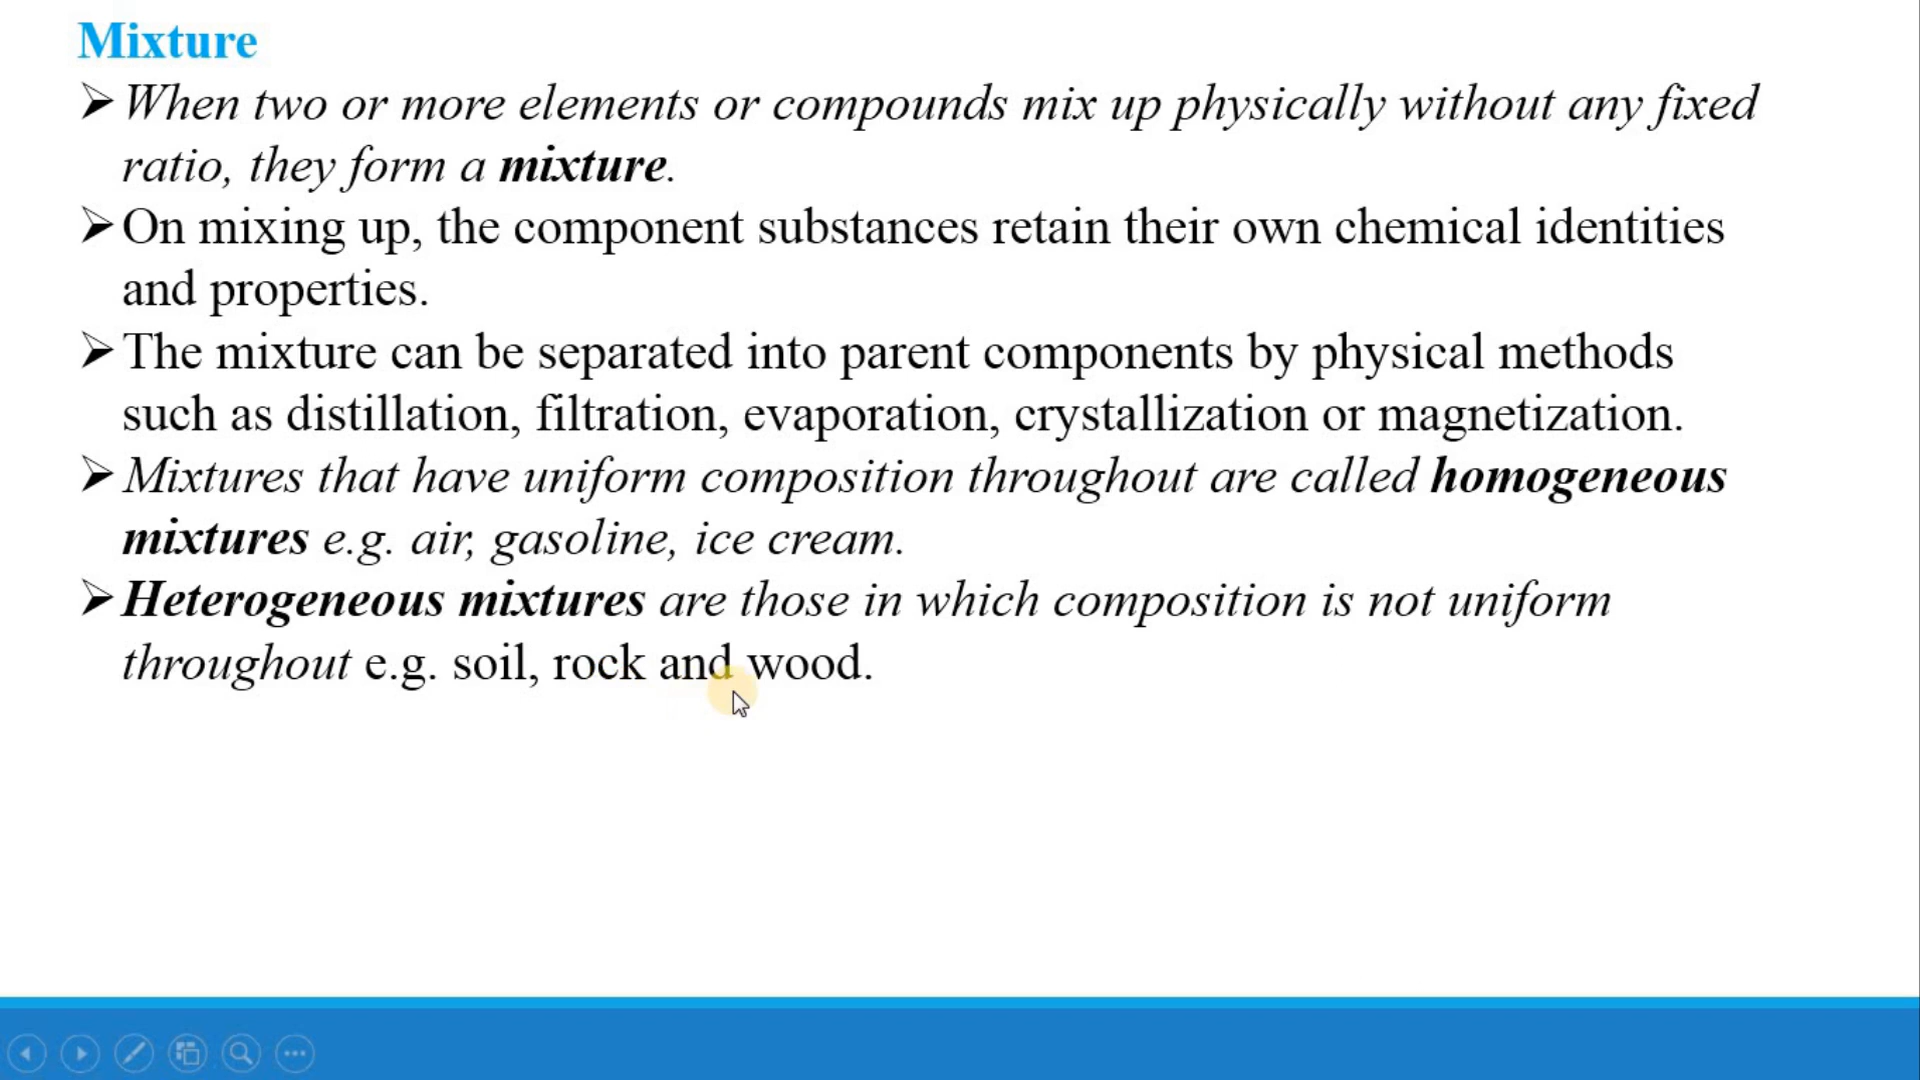 Mixture
➢ When two or more elements or compounds mix up physically without any fixed
ratio, they form a mixture.
➢ On mixing up, the component substances retain their own chemical identities
and properties.
➢ The mixture can be separated into parent components by physical methods
such as distillation, filtration, evaporation, crystallization or magnetization.
➢ Mixtures that have uniform composition throughout are called homogeneous
mixtures e.g. air, gasoline, ice cream.
➢ Heterogeneous mixtures are those in which composition is not uniform
throughout e.g. soil, rock and wood.